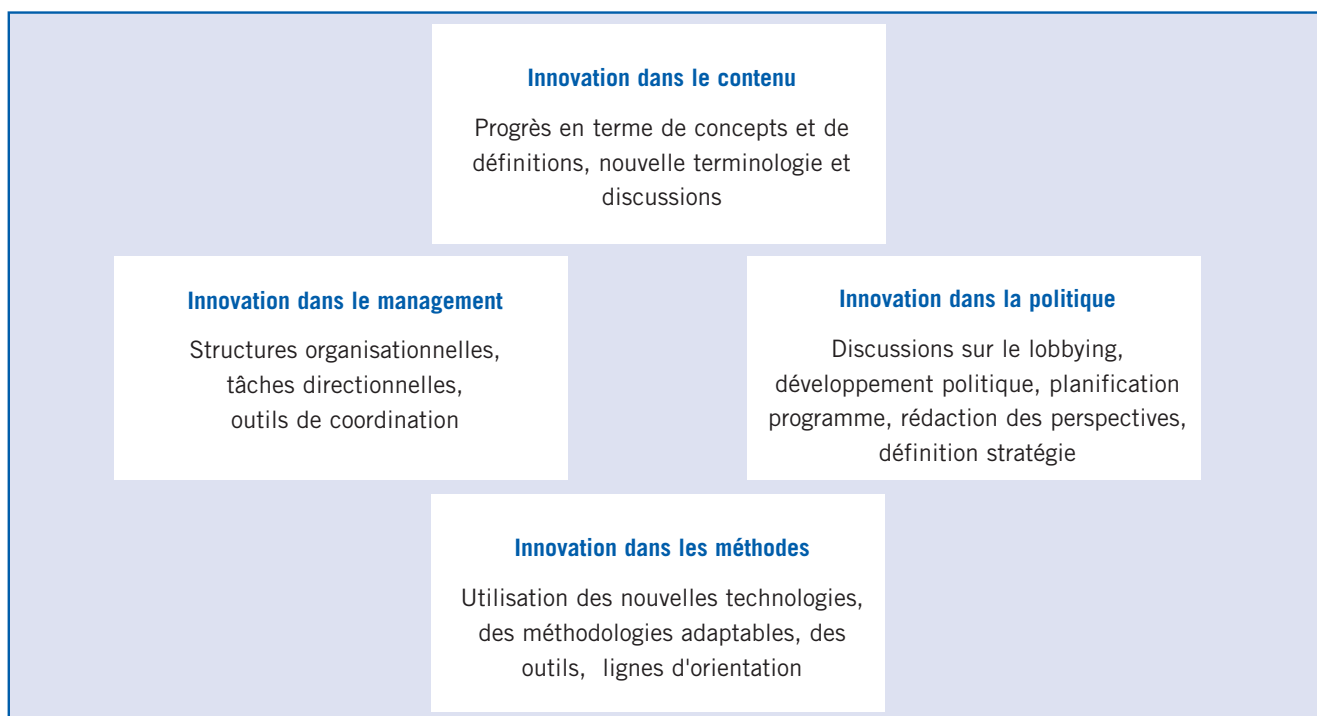 Innovation dans le contenu
Progrès en terme de concepts et de
définitions, nouvelle terminologie et
discussions
Innovation dans le management
Structures organisationnelles,
tâches directionnelles,
outils de coordination
Innovation dans la politique
Discussions sur le lobbying,
développement politique, planification
programme, rédaction des perspectives,
définition stratégie
Innovation dans les méthodes
Utilisation des nouvelles technologies,
des méthodologies adaptables, des
outils,  lignes d'orientation